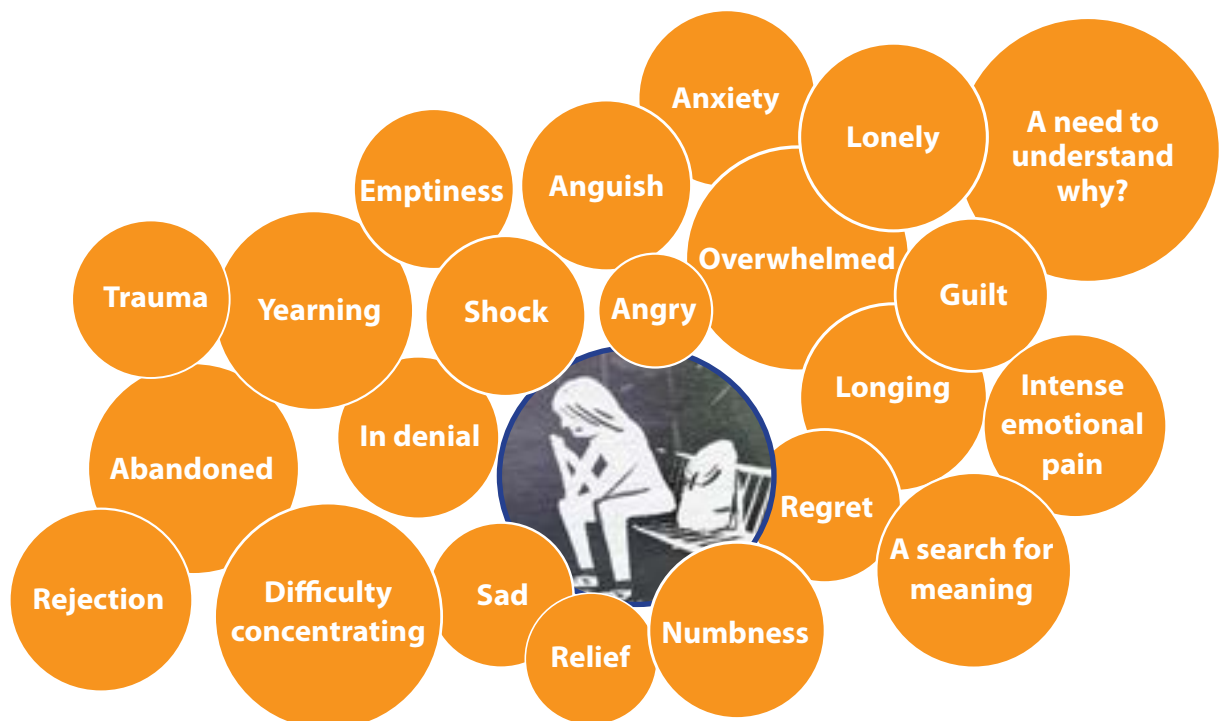 Anxiety
Lonely
A need to
understand
why?
Emptiness
Anguish
Overwhelmed
Trauma
Yearning
Shock
Angry
Guilt
Longing
Intense
emotional
pain
Abandoned
In denial
Regret
A search for
meaning
Rejection
Difficulty
concentrating
Sad
Relief
Numbness